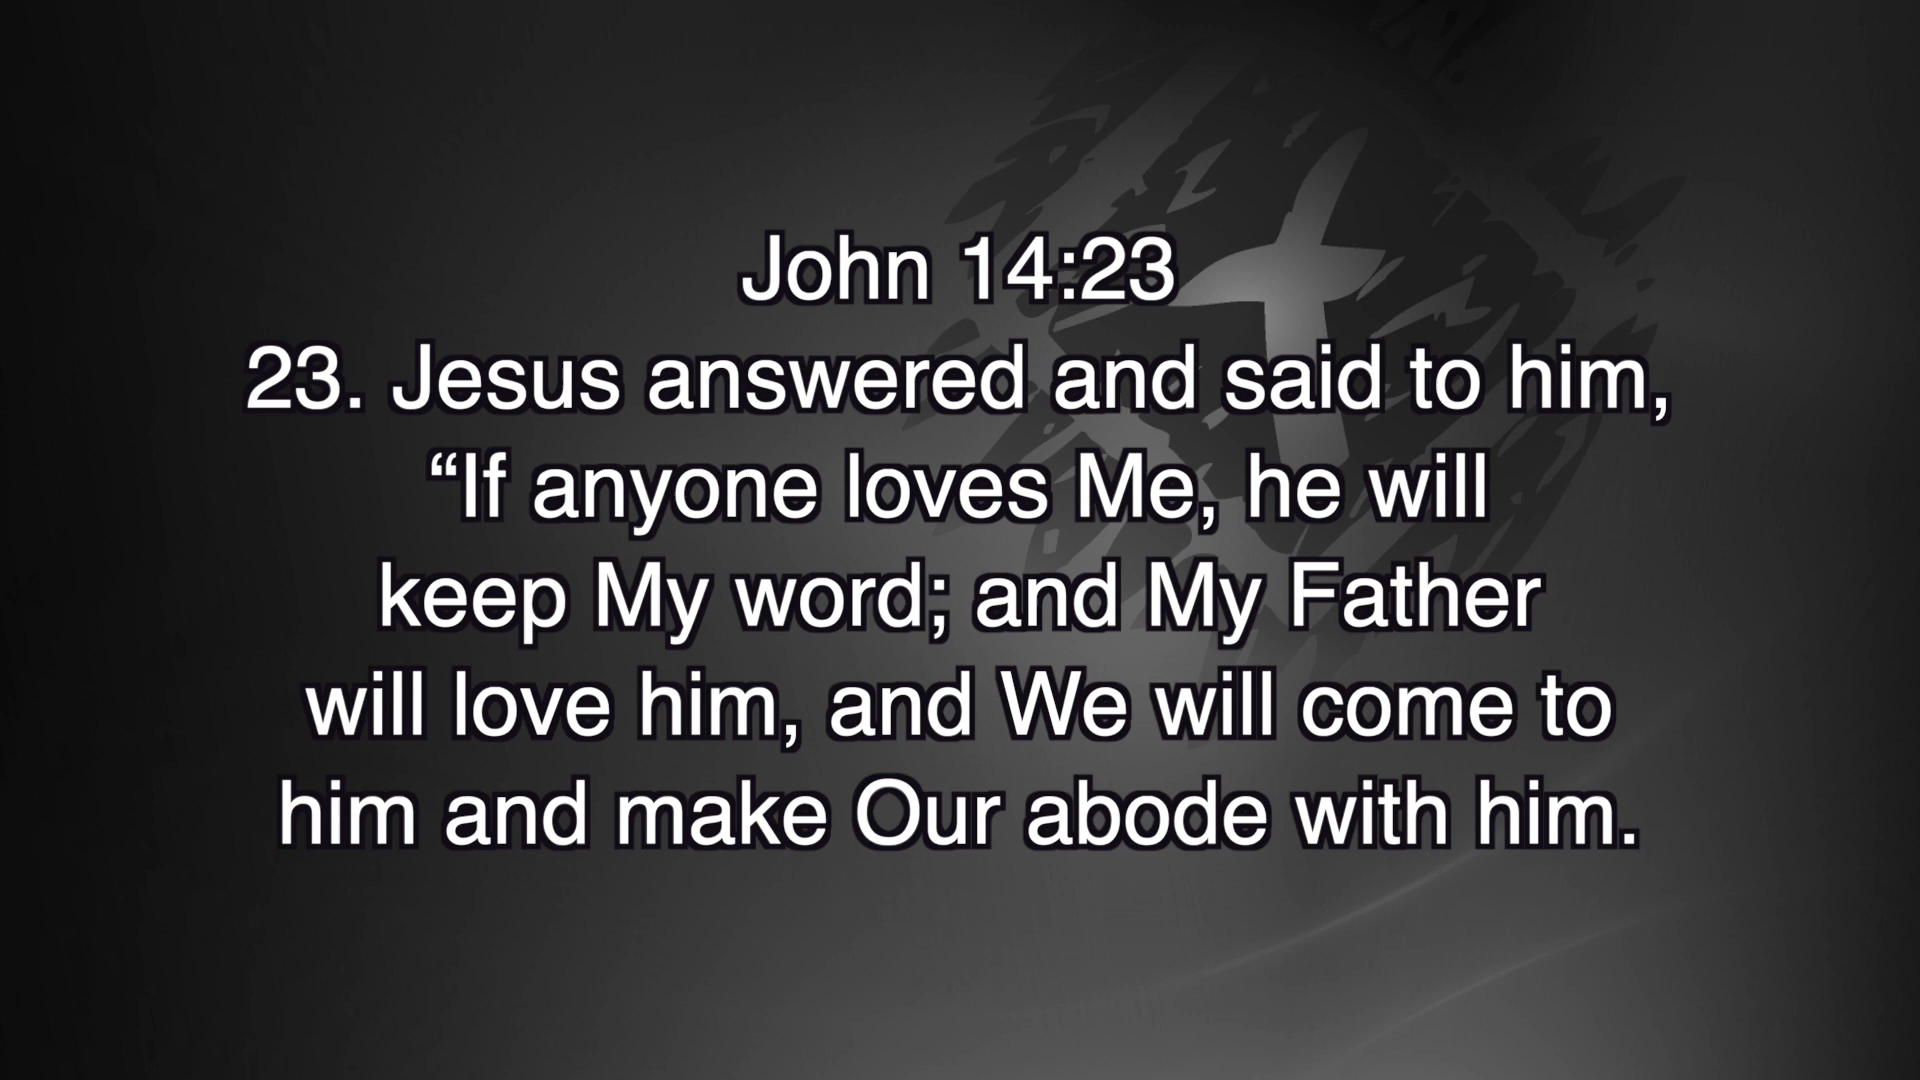 John 14:23
23. Jesus answered and said to him,
“If anyone loves Me, he will
keep My word; and My Father
will love him, and We will come to
him and make Our abode with him.